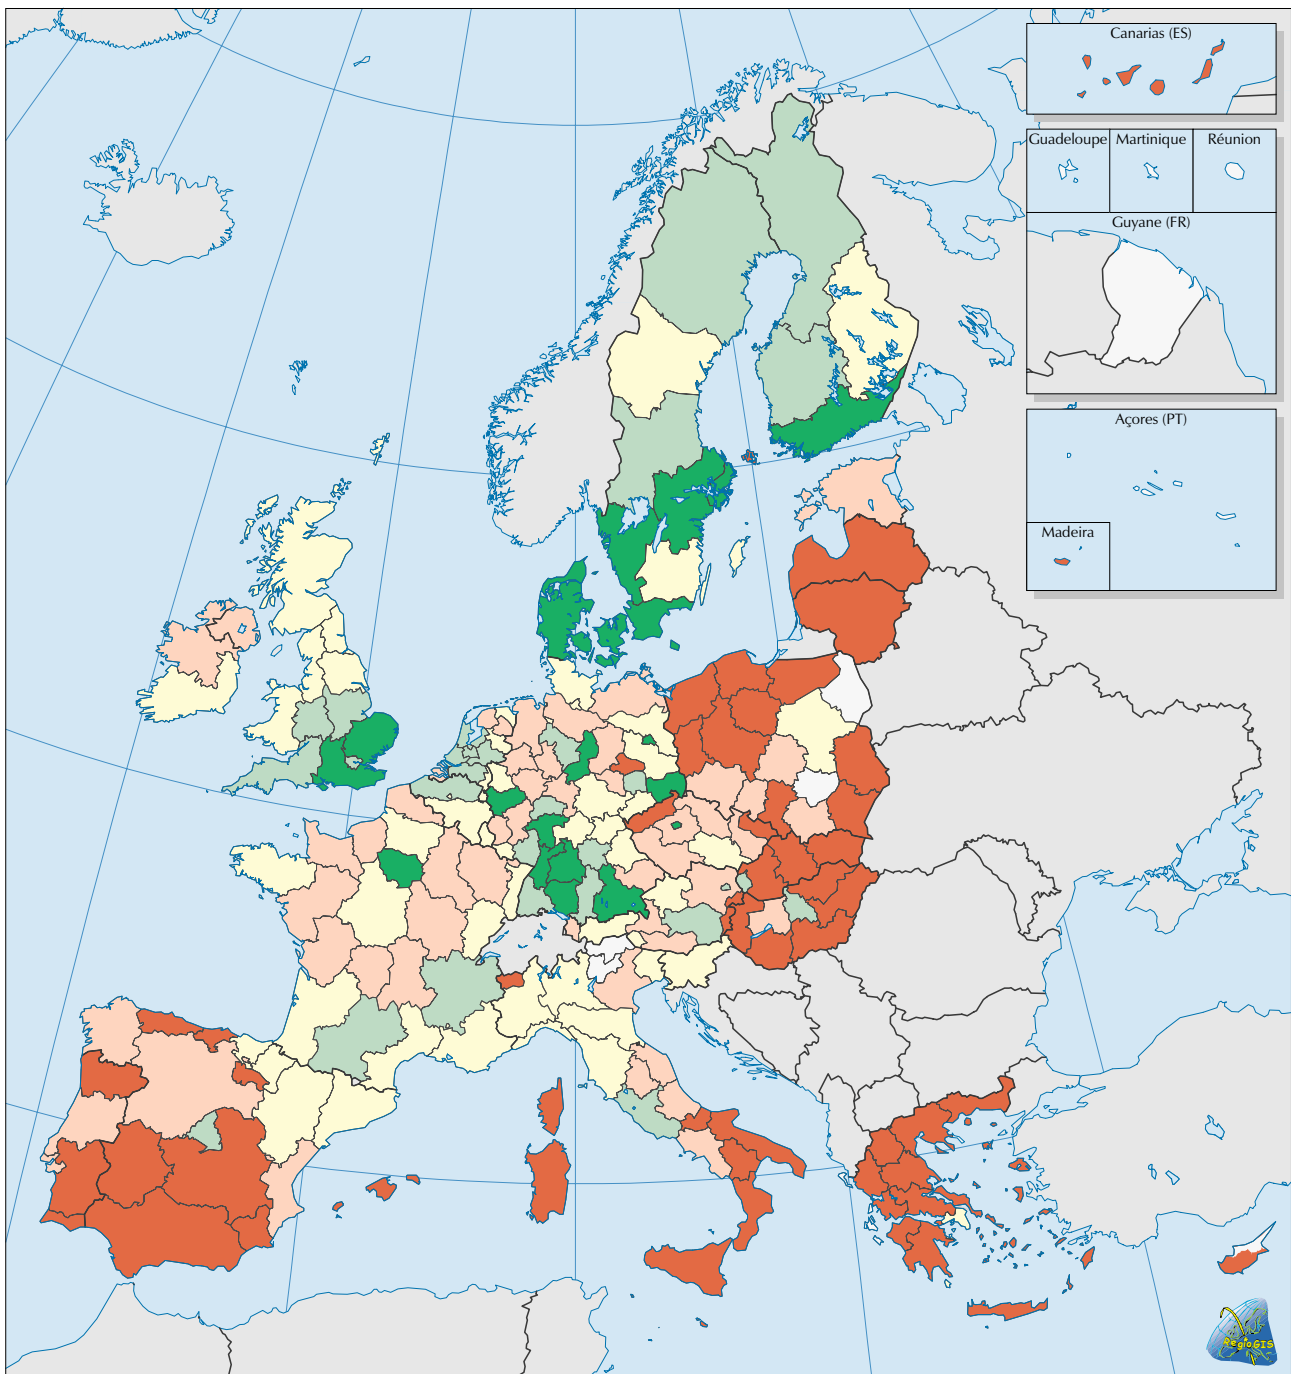 Canarias (ES)
Guadeloupe
Martinique
Réunion
Guyane (FR)
Açores (PT)
Madeira
RegioGIS